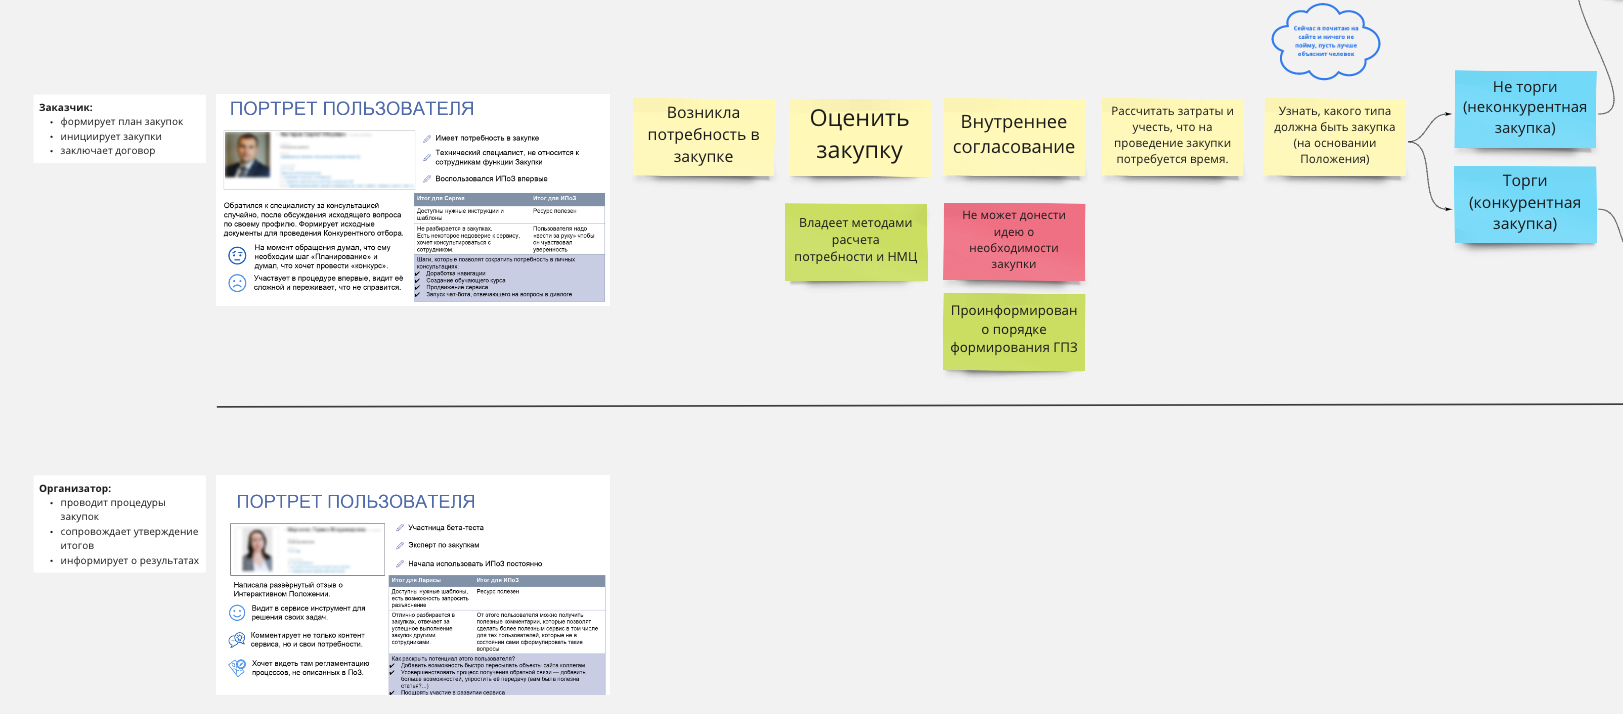 Сейчас я почитаю на
сайте и ничего не
пойму, пусть лучше
объяснит человек
Заказчик:
• формирует план закупок
• инициирует закупки
• заключает договор
ПОРТРЕТ ПОЛЬЗОВАТЕЛЯ
Имеет потребность в закупке
Технический специалист, не относится к
сотрудникам функции Закупки
Воспользовался ИПоЗ впервые
Обратился к специалисту за консультацией
случайно, после обсуждения исходящего вопроса
по своему профилю. Формирует исходные
документы для проведения Конкурентного отбора.
На момент обращения думал, что ему
необходим шаг «Планирование» и
думал, что хочет провести «конкурс».
Участвует в процедуре впервые, видит её
сложной и переживает, что не справится.
Итог для Сергея
Итог для ИПоЗ
Доступны нужные инструкции и
шаблоны
Ресурс полезен
Не разбирается в закупках.
Есть некоторое недоверие к сервису,
хочет консультироваться с
сотрудником.
Пользователя надо
«вести за руку» чтобы
он чувствовал
уверенность
Шаги, которые позволят сократить потребность в личных
консультациях:
✓ Доработка навигации
✓ Создание обучающего курса
✓ Продвижение сервиса
✓ Запуск чат-бота, отвечающего на вопросы в диалоге
Возникла
потребность в
закупке
Оценить
закупку
Внутреннее
согласование
Рассчитать затраты и
учесть, что на
проведение закупки
потребуется время.
Узнать, какого типа
должна быть закупка
(на основании
Положения)
Не торги
(неконкурентная
закупка)
Торги
(конкурентная
закупка)
Владеет методами
расчета
потребности и НМЦ
Не может донести
идею о
необходимости
закупки
Проинформирован
о порядке
формирования ГПЗ
Организатор:
• проводит процедуры
закупок
• сопровождает утверждение
итогов
• информирует о результатах
ПОРТРЕТ ПОЛЬЗОВАТЕЛЯ
Участница бета-теста
Эксперт по закупкам
Начала использовать ИПоЗ постоянно
Написала развёрнутый отзыв о
Интерактивном Положении.
Видит в сервисе инструмент для
решения своих задач.
Комментирует не только контент
сервиса, но и свои потребности.
Хочет видеть там регламентацию
процессов, не описанных в ПоЗ.
Итог для Ларисы
Итог для ИПоЗ
Доступны нужные шаблоны,
есть возможность запросить
разъяснение
Ресурс полезен
Отлично разбирается в
закупках, отвечает за
успешное выполнение
закупок другими
сотрудниками.
От этого пользователя можно получить
полезные комментарии, которые позволят
сделать более полезным сервис в том числе
для тех пользователей, которые не в
состоянии сами сформулировать такие
вопросы
Как раскрыть потенциал этого пользователя?
✓ Добавить возможность быстро пересылать объекты сайта коллегам
✓ Усовершенствовать процесс получения обратной связи — добавить
больше возможностей, упростить её передачу (вам была полезна
статья?...)
✓ Поощрять участие в развитии сервиса